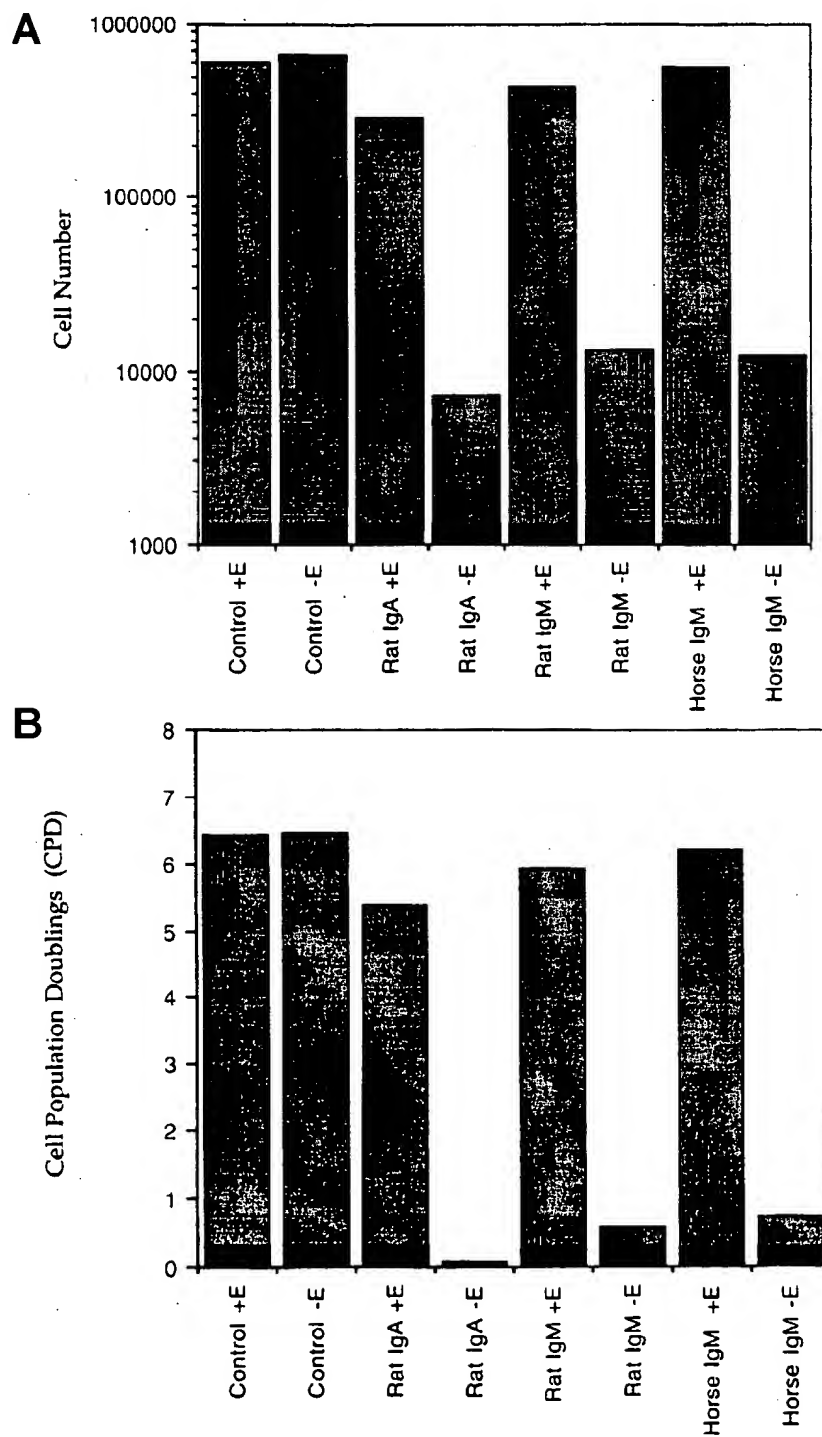 A
1000000
100000
10000
1000
Cell Number
Control +E
Control -E
Rat IgA +E
Rat IgA -E
Rat IgM +E
Rat IgM -E
Horse IgM +E
Horse IgM -E
B
8
7
6
5
4
3
2
1
0
Cell Population Doublings (CPD)
Control +E
Control -E
Rat IgA +E
Rat IgA -E
Rat IgM +E
Rat IgM -E
Horse IgM +E
Horse IgM -E